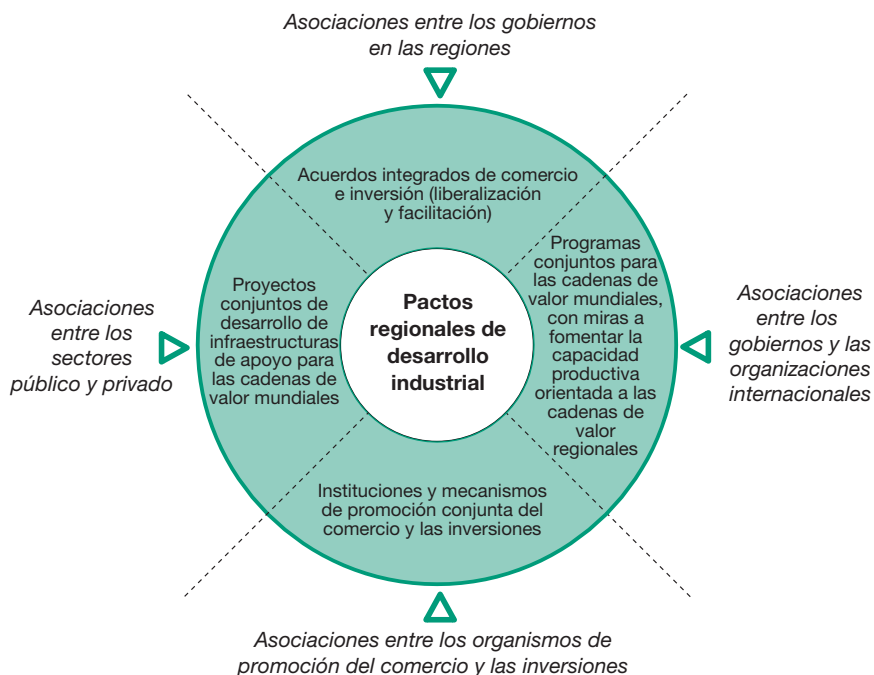 Asociaciones entre los gobiernos
en las regiones
Acuerdos integrados de comercio
e inversión (liberalización
y facilitación)
Asociaciones
entre los
sectores
público y privado
Proyectos
conjuntos de
desarrollo de
infraestructuras
de apoyo para
las cadenas de
valor mundiales
Pactos
regionales de
desarrollo
industrial
Programas
conjuntos para
las cadenas de
valor mundiales,
con miras a
fomentar la
capacidad
productiva
orientada a las
cadenas de
valor
regionales
Asociaciones
entre los
gobiernos y las
organizaciones
internacionales
Instituciones y mecanismos
de promoción conjunta del
comercio y las inversiones
Asociaciones entre los organismos de
promoción del comercio y las inversiones